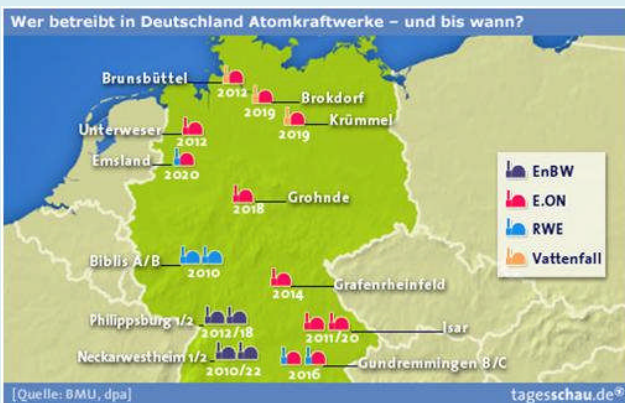 Wer betreibt in Deutschland Atomkraftwerke – und bis wann?
Brunsbüttel
2012
Brokdorf
2019
Krümmel
2019
Unterweser
2012
Emsland
2020
Grohnde
2018
EnBW
E.ON
RWE
Vattenfall
Biblis A/B
2010
Grafenrheinfeld
2014
Philippsburg 1/2
2012/18
Isar
2011/20
Neckarwestheim 1/2
2010/22
Gundremmingen B/C
2016
[Quelle: BMU, dpa]
tagesschau.de